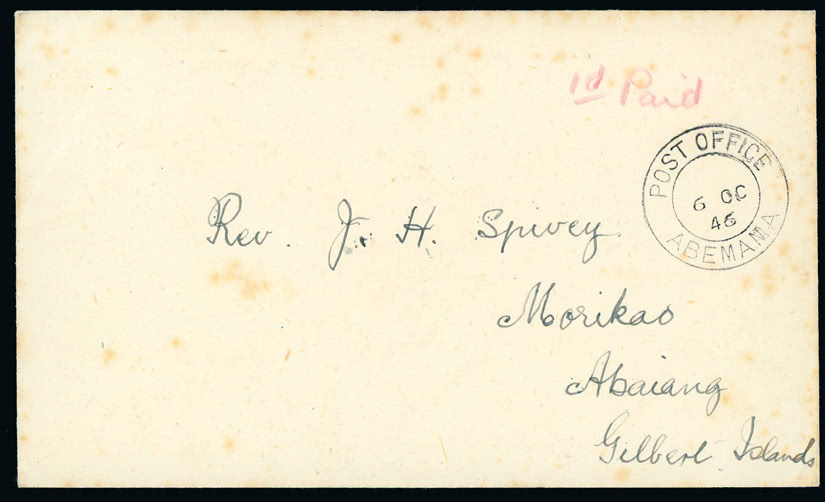 1d Paid
POST OFFICE
6 OC
46
ABEMAMA
Rev. J. H. Spivey
Morikao
Abaiang
Gilbert Islands